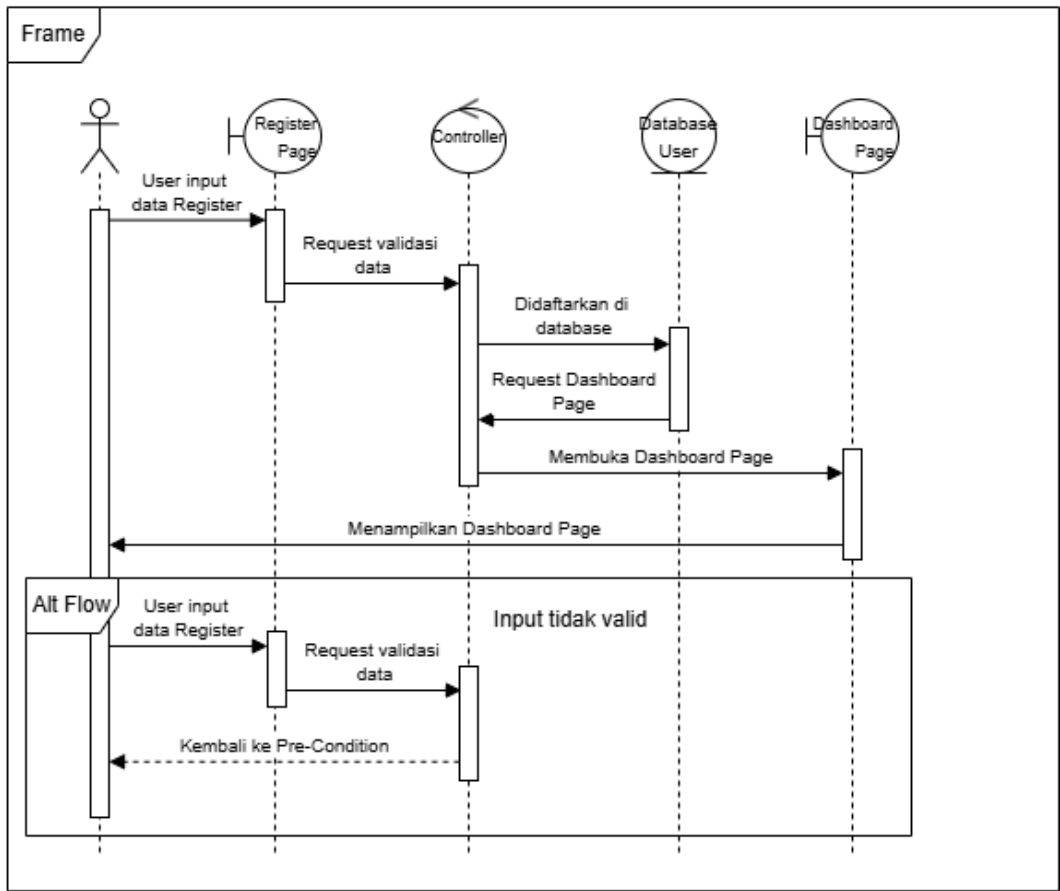 Frame
Register
Page
Controller
Database
User
Dashboard
Page
User input
data Register
Request validasi
data
Didaftarkan di
database
Request Dashboard
Page
Membuka Dashboard Page
Menampilkan Dashboard Page
Alt Flow
Input tidak valid
User input
data Register
Request validasi
data
Kembali ke Pre-Condition